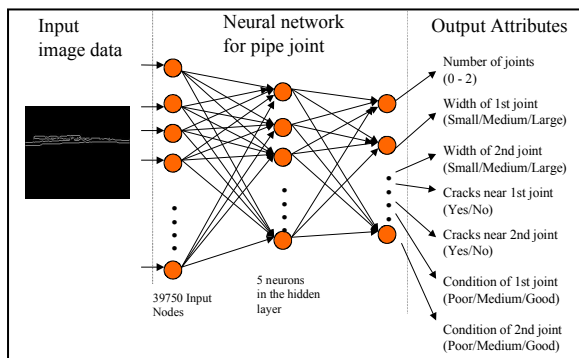 Input
image data
Neural network
for pipe joint
Output Attributes
Number of joints
(0 - 2)
Width of 1st joint
(Small/Medium/Large)
Width of 2nd joint
(Small/Medium/Large)
Cracks near 1st joint
(Yes/No)
Cracks near 2nd joint
(Yes/No)
Condition of 1st joint
(Poor/Medium/Good)
Condition of 2nd joint
(Poor/Medium/Good)
39750 Input
Nodes
5 neurons
in the hidden
layer